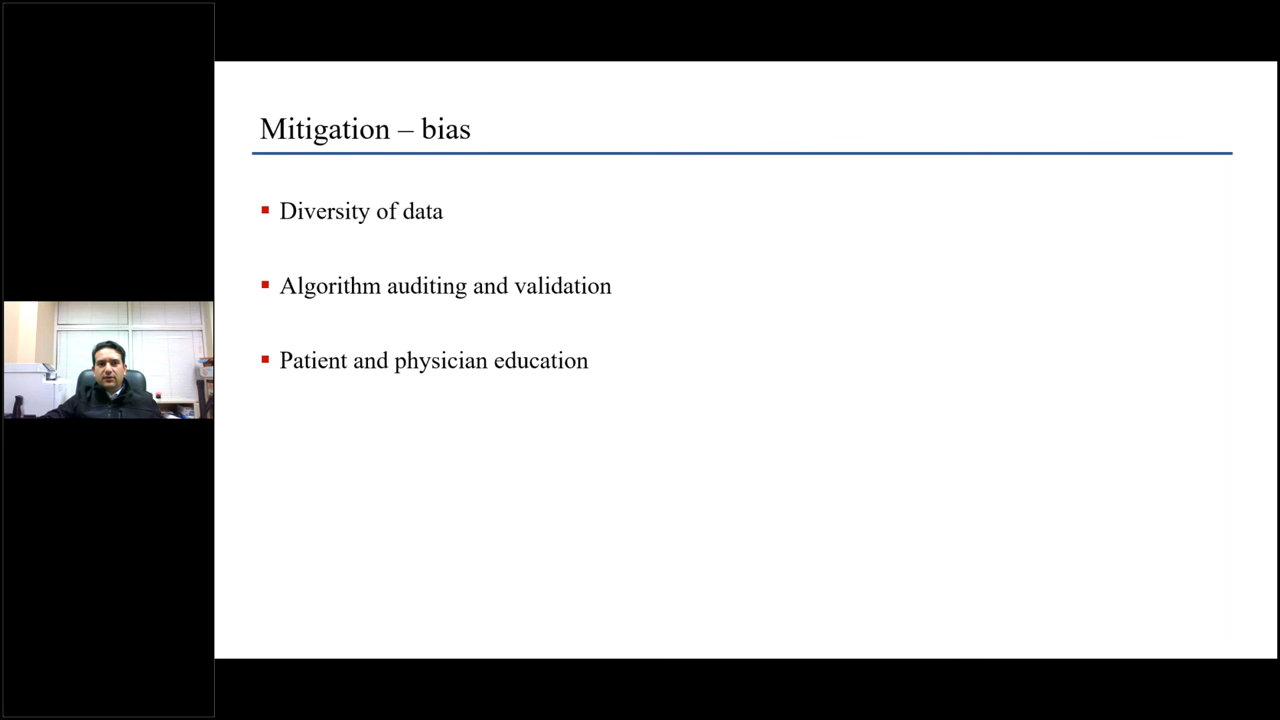 Mitigation – bias
Diversity of data
Algorithm auditing and validation
Patient and physician education